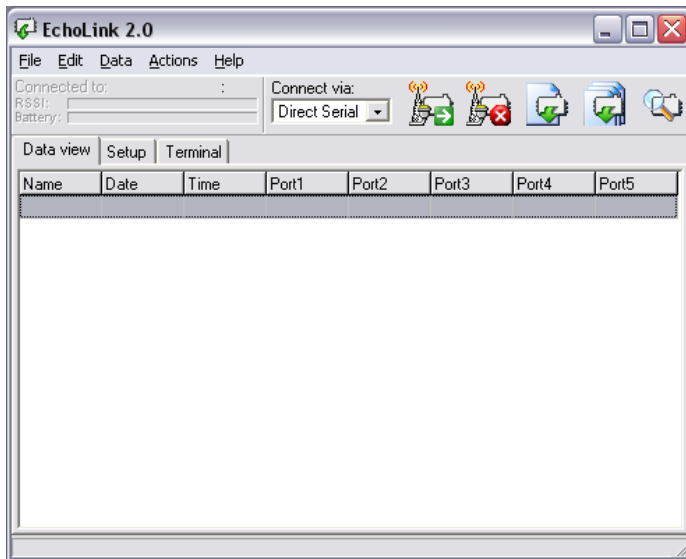 EchoLink 2.0
File Edit Data Actions Help
Connected to: :
RSSI:
Battery:
Connect via:
Direct Serial
Data view Setup Terminal
Name Date Time Port1 Port2 Port3 Port4 Port5